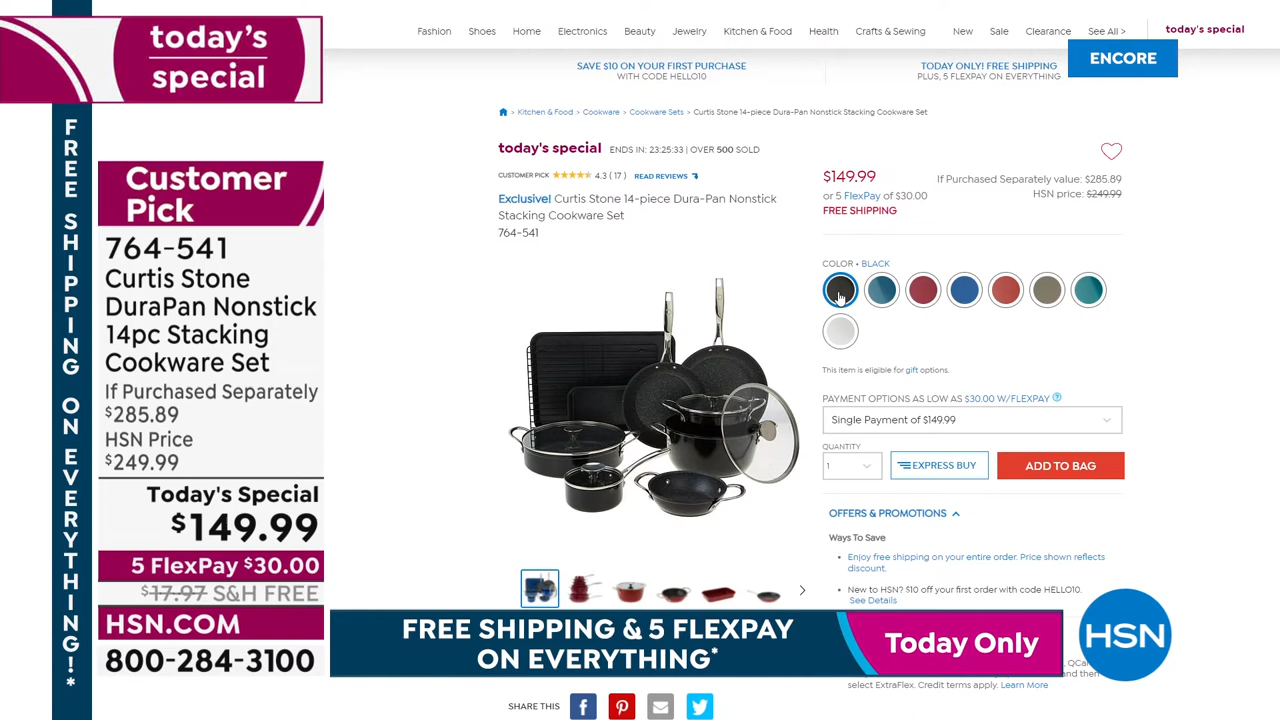 today's
special
FREE SHIPPING ON EVERYTHING!*
Customer
Pick
764-541
Curtis Stone
DuraPan Nonstick
14pc Stacking
Cookware Set
If Purchased Separately
$285.89
HSN Price
$249.99
Today's Special
$149.99
5 FlexPay $30.00
$17.97 S&H FREE
HSN.COM
800-284-3100
Fashion Shoes Home Electronics Beauty Jewelry Kitchen & Food Health Crafts & Sewing New Sale Clearance See All > today's special
ENCORE
SAVE $10 ON YOUR FIRST PURCHASE
WITH CODE HELLO10
TODAY ONLY! FREE SHIPPING
PLUS, 5 FLEXPAY ON EVERYTHING
> Kitchen & Food > Cookware > Cookware Sets > Curtis Stone 14-piece Dura-Pan Nonstick Stacking Cookware Set
today's special ENDS IN: 23:25:33 | OVER 500 SOLD
CUSTOMER PICK 4.3 ( 17 ) READ REVIEWS
Exclusive! Curtis Stone 14-piece Dura-Pan Nonstick
Stacking Cookware Set
764-541
$149.99
or 5 FlexPay of $30.00
FREE SHIPPING
If Purchased Separately value: $285.89
HSN price: $249.99
COLOR • BLACK
This item is eligible for gift options.
PAYMENT OPTIONS AS LOW AS $30.00 W/FLEXPAY ?
Single Payment of $149.99
QUANTITY
1
EXPRESS BUY
ADD TO BAG
OFFERS & PROMOTIONS
Ways To Save
• Enjoy free shipping on your entire order. Price shown reflects
discount.
• New to HSN? $10 off your first order with code HELLO10.
See Details
FREE SHIPPING & 5 FLEXPAY
ON EVERYTHING*
Today Only
HSN
select ExtraFlex. Credit terms apply. Learn More
SHARE THIS